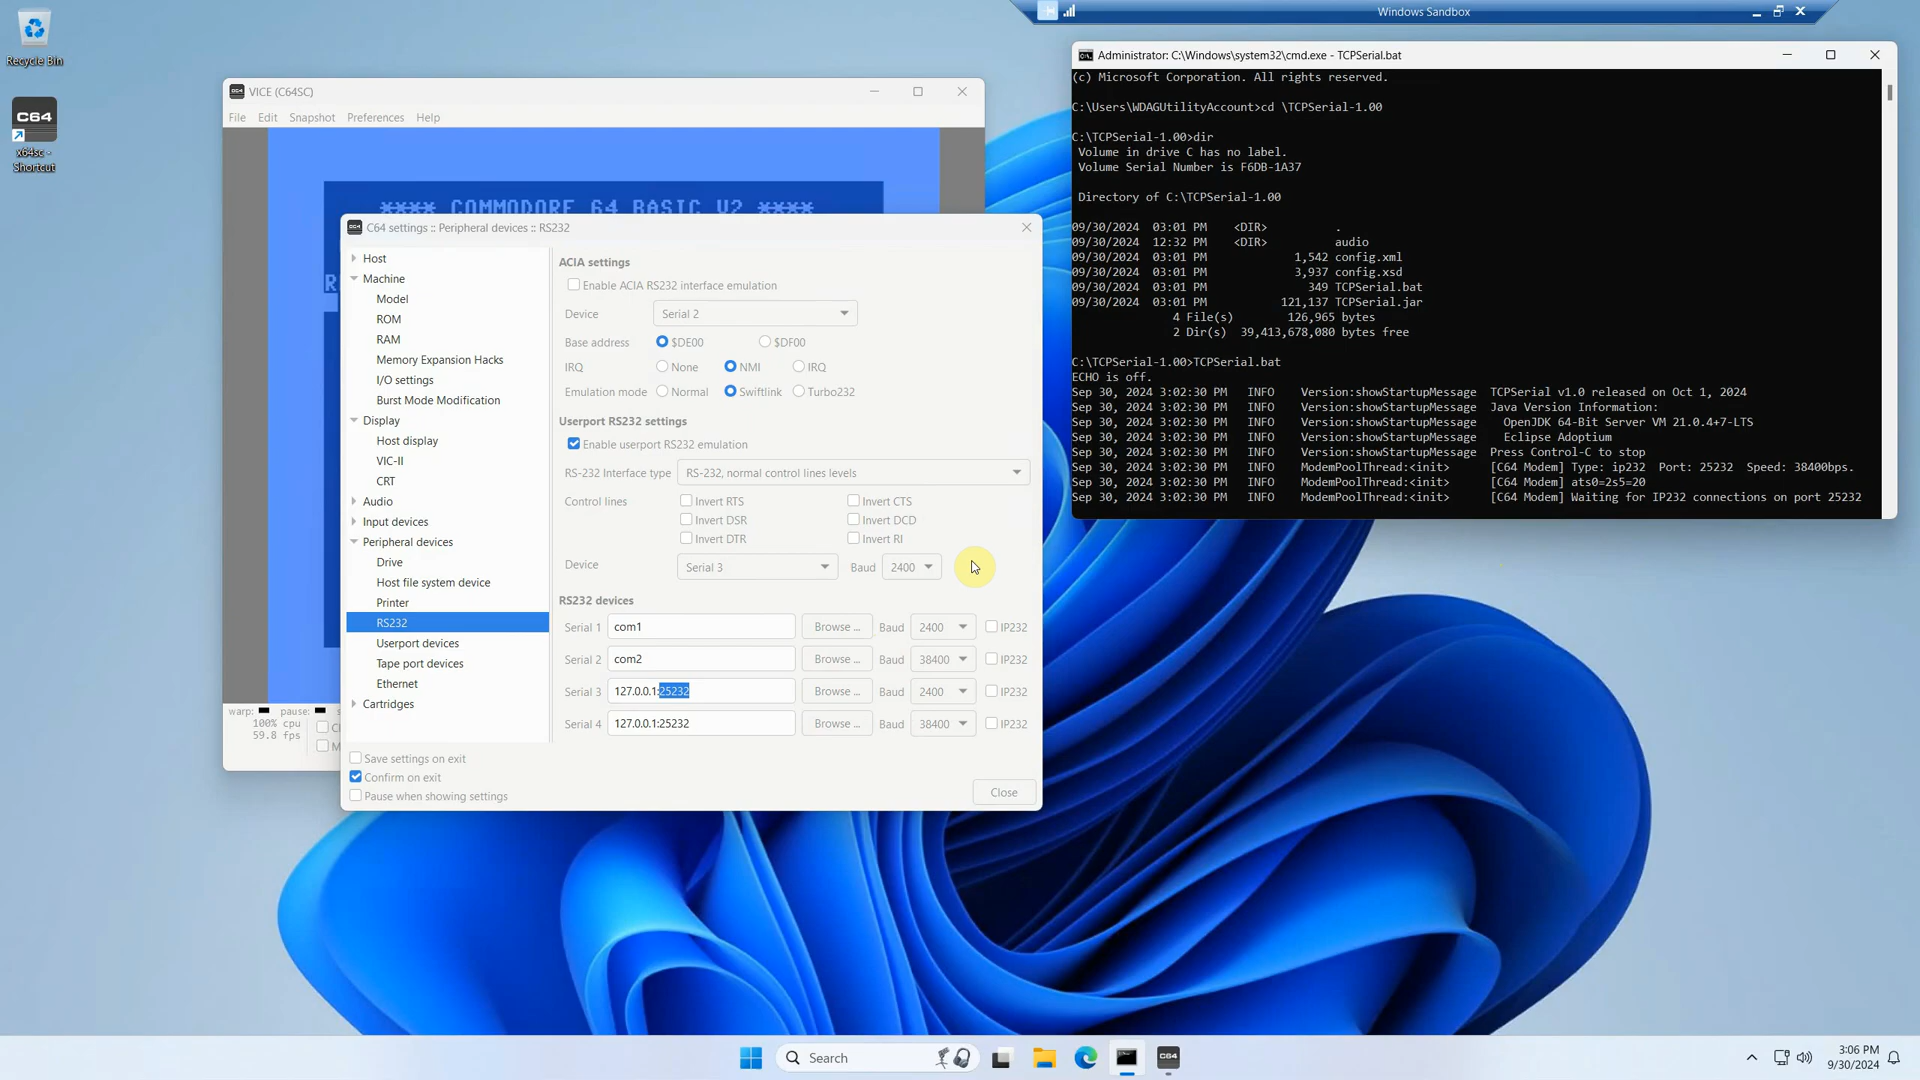 Recycle Bin
C64
x64sc -
Shortcut
Windows Sandbox
VICE (C64SC)
File Edit Snapshot Preferences Help
**** COMMODORE 64 BASIC V2 ****
warp: pause:
100% cpu
59.8 fps
C64 settings :: Peripheral devices :: RS232
Host
Machine
Model
ROM
RAM
Memory Expansion Hacks
I/O settings
Burst Mode Modification
Display
Host display
VIC-II
CRT
Audio
Input devices
Peripheral devices
Drive
Host file system device
Printer
RS232
Userport devices
Tape port devices
Ethernet
Cartridges
ACIA settings
Enable ACIA RS232 interface emulation
Device Serial 2
Base address $DE00 $DF00
IRQ None NMI IRQ
Emulation mode Normal Swiftlink Turbo232
Userport RS232 settings
Enable userport RS232 emulation
RS-232 Interface type RS-232, normal control lines levels
Control lines Invert RTS Invert CTS
Invert DSR Invert DCD
Invert DTR Invert RI
Device Serial 3 Baud 2400
RS232 devices
Serial 1 com1 Browse ... Baud 2400 IP232
Serial 2 com2 Browse ... Baud 38400 IP232
Serial 3 127.0.0.1:25232 Browse ... Baud 2400 IP232
Serial 4 127.0.0.1:25232 Browse ... Baud 38400 IP232
Save settings on exit
Confirm on exit
Pause when showing settings
Close
Administrator: C:\Windows\system32\cmd.exe - TCPSerial.bat
(c) Microsoft Corporation. All rights reserved.
C:\Users\WDAGUtilityAccount>cd \TCPSerial-1.00
C:\TCPSerial-1.00>dir
Volume in drive C has no label.
Volume Serial Number is F6DB-1A37
Directory of C:\TCPSerial-1.00
09/30/2024 03:01 PM <DIR> .
09/30/2024 12:32 PM <DIR> audio
09/30/2024 03:01 PM 1,542 config.xml
09/30/2024 03:01 PM 3,937 config.xsd
09/30/2024 03:01 PM 349 TCPSerial.bat
09/30/2024 03:01 PM 121,137 TCPSerial.jar
4 File(s) 126,965 bytes
2 Dir(s) 39,413,678,080 bytes free
C:\TCPSerial-1.00>TCPSerial.bat
ECHO is off.
Sep 30, 2024 3:02:30 PM INFO Version:showStartupMessage TCPSerial v1.0 released on Oct 1, 2024
Sep 30, 2024 3:02:30 PM INFO Version:showStartupMessage Java Version Information:
Sep 30, 2024 3:02:30 PM INFO Version:showStartupMessage OpenJDK 64-Bit Server VM 21.0.4+7-LTS
Sep 30, 2024 3:02:30 PM INFO Version:showStartupMessage Eclipse Adoptium
Sep 30, 2024 3:02:30 PM INFO Version:showStartupMessage Press Control-C to stop
Sep 30, 2024 3:02:30 PM INFO ModemPoolThread:<init> [C64 Modem] Type: ip232 Port: 25232 Speed: 38400bps.
Sep 30, 2024 3:02:30 PM INFO ModemPoolThread:<init> [C64 Modem] ats0=2s5=20
Sep 30, 2024 3:02:30 PM INFO ModemPoolThread:<init> [C64 Modem] Waiting for IP232 connections on port 25232
Search
C64
3:06 PM
9/30/2024